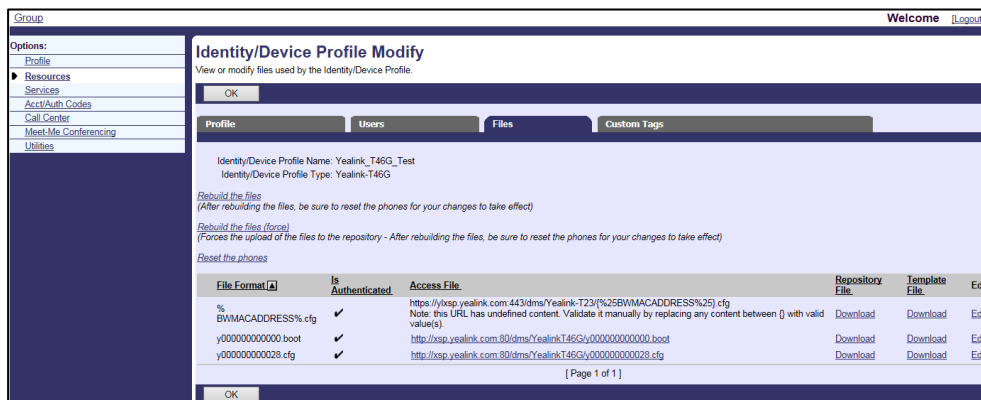 Group
Welcome [Logout
Options:
Profile
Resources
Services
Acct/Auth Codes
Call Center
Meet-Me Conferencing
Utilities
Identity/Device Profile Modify
View or modify files used by the Identity/Device Profile.
OK
Profile Users Files Custom Tags
Identity/Device Profile Name: Yealink_T46G_Test
Identity/Device Profile Type: Yealink-T46G
Rebuild the files
(After rebuilding the files, be sure to reset the phones for your changes to take effect)
Rebuild the files (force)
(Forces the upload of the files to the repository - After rebuilding the files, be sure to reset the phones for your changes to take effect)
Reset the phones
File Format Is Authenticated Access File Repository File Template File Ed
%BWMACADDRESS%.cfg ✔ https://ylxsp.yealink.com:443/dms/Yealink-T23/{%25BWMACADDRESS%25}.cfg
Note: this URL has undefined content. Validate it manually by replacing any content between {} with valid value(s). Download Download Ed
y000000000000.boot ✔ http://xsp.yealink.com:80/dms/YealinkT46G/y000000000000.boot Download Download Ed
y000000000028.cfg ✔ http://xsp.yealink.com:80/dms/YealinkT46G/y000000000028.cfg Download Download Ed
[ Page 1 of 1 ]
OK